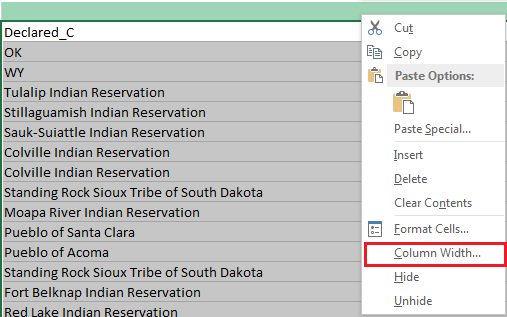 Declared_C
OK
WY
Tulalip Indian Reservation
Stillaguamish Indian Reservation
Sauk-Suiattle Indian Reservation
Colville Indian Reservation
Colville Indian Reservation
Standing Rock Sioux Tribe of South Dakota
Moapa River Indian Reservation
Pueblo of Santa Clara
Pueblo of Acoma
Standing Rock Sioux Tribe of South Dakota
Fort Belknap Indian Reservation
Red Lake Indian Reservation
Cut
Copy
Paste Options:
Paste Special...
Insert
Delete
Clear Contents
Format Cells...
Column Width...
Hide
Unhide